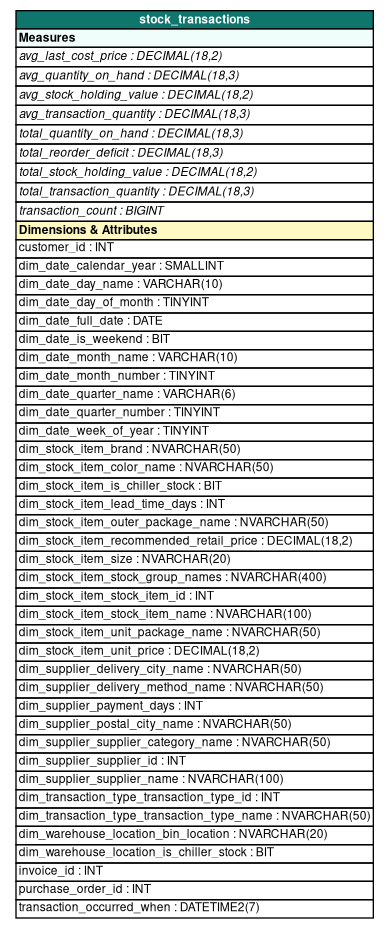 stock_transactions
Measures
avg_last_cost_price : DECIMAL(18,2)
avg_quantity_on_hand : DECIMAL(18,3)
avg_stock_holding_value : DECIMAL(18,2)
avg_transaction_quantity : DECIMAL(18,3)
total_quantity_on_hand : DECIMAL(18,3)
total_reorder_deficit : DECIMAL(18,3)
total_stock_holding_value : DECIMAL(18,2)
total_transaction_quantity : DECIMAL(18,3)
transaction_count : BIGINT
Dimensions & Attributes
customer_id : INT
dim_date_calendar_year : SMALLINT
dim_date_day_name : VARCHAR(10)
dim_date_day_of_month : TINYINT
dim_date_full_date : DATE
dim_date_is_weekend : BIT
dim_date_month_name : VARCHAR(10)
dim_date_month_number : TINYINT
dim_date_quarter_name : VARCHAR(6)
dim_date_quarter_number : TINYINT
dim_date_week_of_year : TINYINT
dim_stock_item_brand : NVARCHAR(50)
dim_stock_item_color_name : NVARCHAR(50)
dim_stock_item_is_chiller_stock : BIT
dim_stock_item_lead_time_days : INT
dim_stock_item_outer_package_name : NVARCHAR(50)
dim_stock_item_recommended_retail_price : DECIMAL(18,2)
dim_stock_item_size : NVARCHAR(20)
dim_stock_item_stock_group_names : NVARCHAR(400)
dim_stock_item_stock_item_id : INT
dim_stock_item_stock_item_name : NVARCHAR(100)
dim_stock_item_unit_package_name : NVARCHAR(50)
dim_stock_item_unit_price : DECIMAL(18,2)
dim_supplier_delivery_city_name : NVARCHAR(50)
dim_supplier_delivery_method_name : NVARCHAR(50)
dim_supplier_payment_days : INT
dim_supplier_postal_city_name : NVARCHAR(50)
dim_supplier_supplier_category_name : NVARCHAR(50)
dim_supplier_supplier_id : INT
dim_supplier_supplier_name : NVARCHAR(100)
dim_transaction_type_transaction_type_id : INT
dim_transaction_type_transaction_type_name : NVARCHAR(50)
dim_warehouse_location_bin_location : NVARCHAR(20)
dim_warehouse_location_is_chiller_stock : BIT
invoice_id : INT
purchase_order_id : INT
transaction_occurred_when : DATETIME2(7)